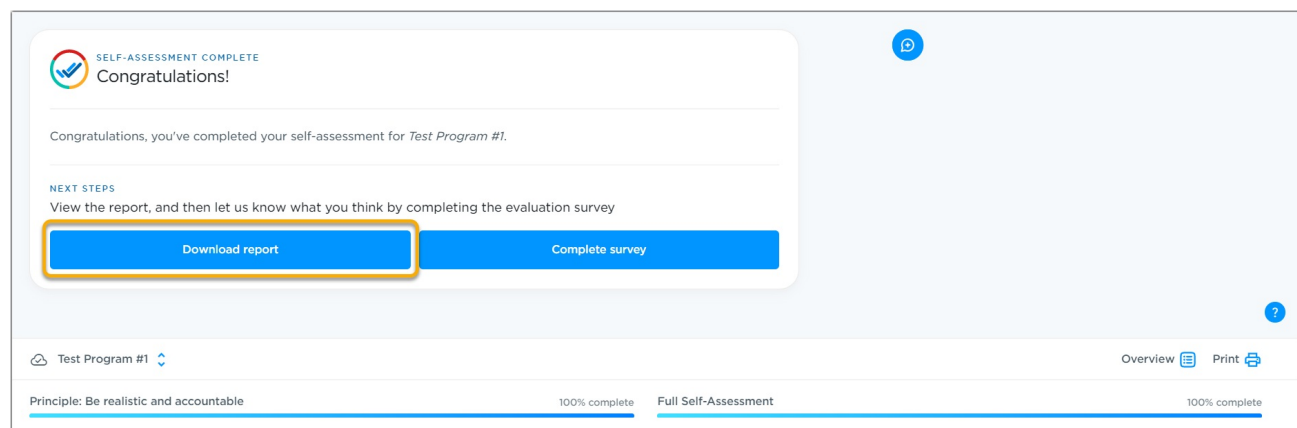 SELF-ASSESSMENT COMPLETE
Congratulations!
Congratulations, you've completed your self-assessment for Test Program #1.
NEXT STEPS
View the report, and then let us know what you think by completing the evaluation survey
Download report
Complete survey
?
Test Program #1
Overview
Print
Principle: Be realistic and accountable
100% complete
Full Self-Assessment
100% complete